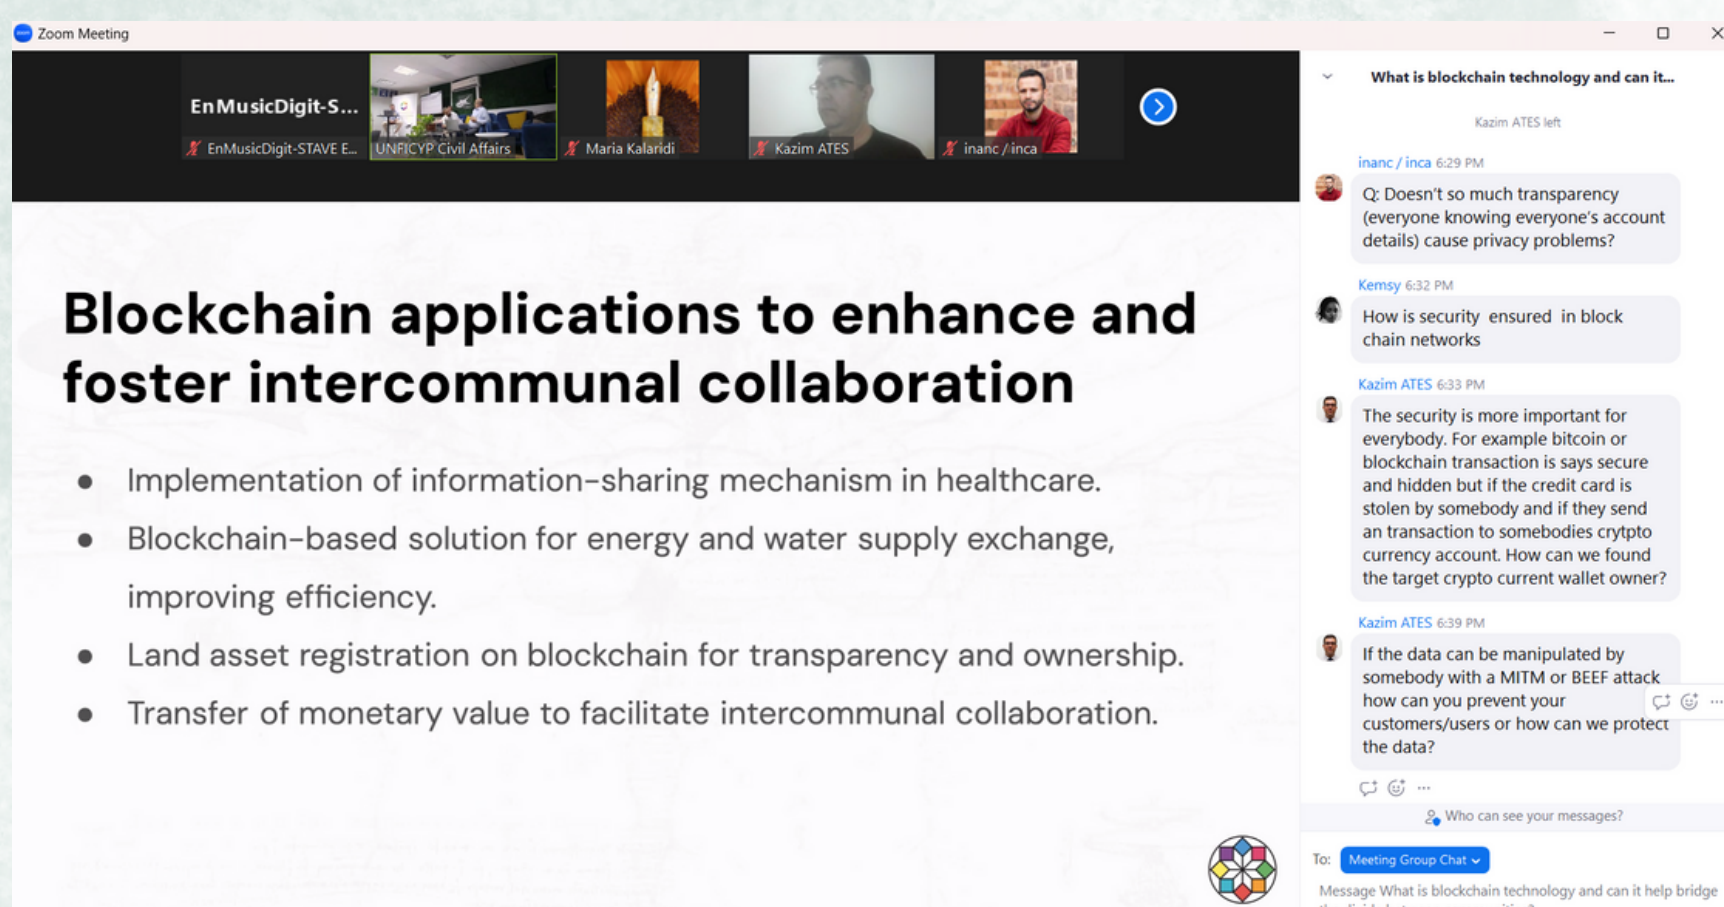 Zoom Meeting
EnMusicDigit-S...
EnMusicDigit-STAVE E...
UNFICYP Civil Affairs
Maria Kalaridi
Kazim ATES
inanc / inca
Blockchain applications to enhance and
foster intercommunal collaboration
● Implementation of information-sharing mechanism in healthcare.
● Blockchain-based solution for energy and water supply exchange,
improving efficiency.
● Land asset registration on blockchain for transparency and ownership.
● Transfer of monetary value to facilitate intercommunal collaboration.
What is blockchain technology and can it...
Kazim ATES left
inanc / inca 6:29 PM
Q: Doesn't so much transparency
(everyone knowing everyone's account
details) cause privacy problems?
Kemsy 6:32 PM
How is security ensured in block
chain networks
Kazim ATES 6:33 PM
The security is more important for
everybody. For example bitcoin or
blockchain transaction is says secure
and hidden but if the credit card is
stolen by somebody and if they send
an transaction to somebodies crytpto
currency account. How can we found
the target crypto current wallet owner?
Kazim ATES 6:39 PM
If the data can be manipulated by
somebody with a MITM or BEEF attack
how can you prevent your
customers/users or how can we protect
the data?
Who can see your messages?
To: Meeting Group Chat
Message What is blockchain technology and can it help bridge